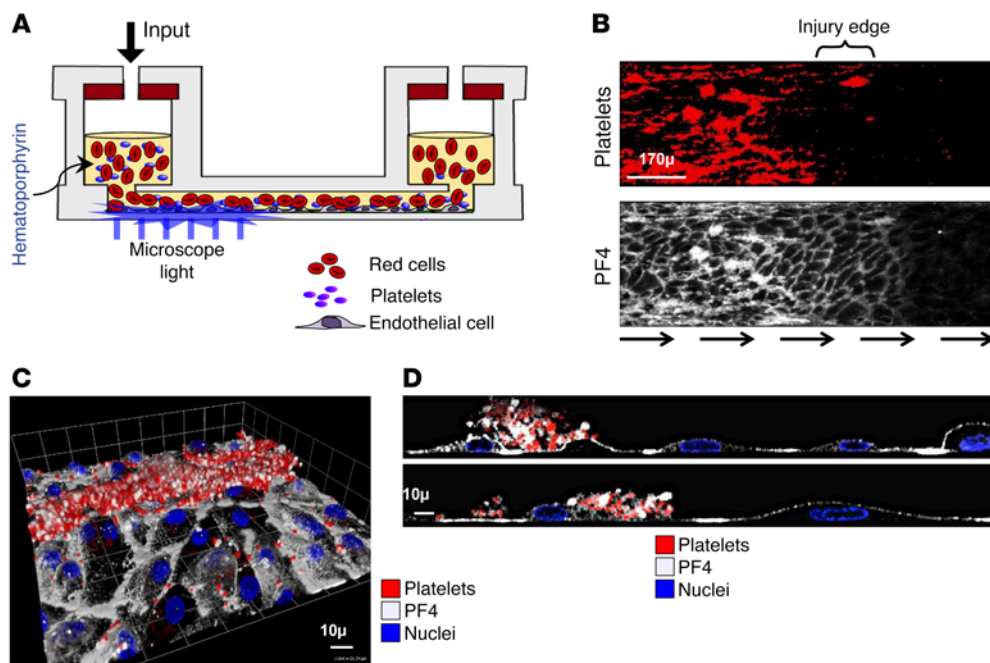 A
Input
Hematoporphyrin
Microscope
light
Red cells
Platelets
Endothelial cell
B
Injury edge
Platelets
170µ
PF4
C
10µ
Platelets
PF4
Nuclei
D
10µ
Platelets
PF4
Nuclei